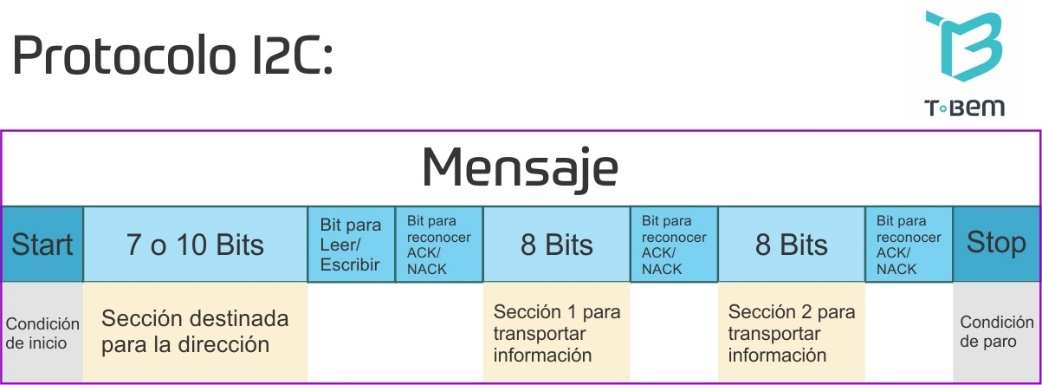 Protocolo I2C:
T•Bem
Mensaje
Start
7 o 10 Bits
Bit para
Leer/
Escribir
Bit para
reconocer
ACK/
NACK
8 Bits
Bit para
reconocer
ACK/
NACK
8 Bits
Bit para
reconocer
ACK/
NACK
Stop
Condición
de inicio
Sección destinada
para la dirección
Sección 1 para
transportar
información
Sección 2 para
transportar
información
Condición
de paro